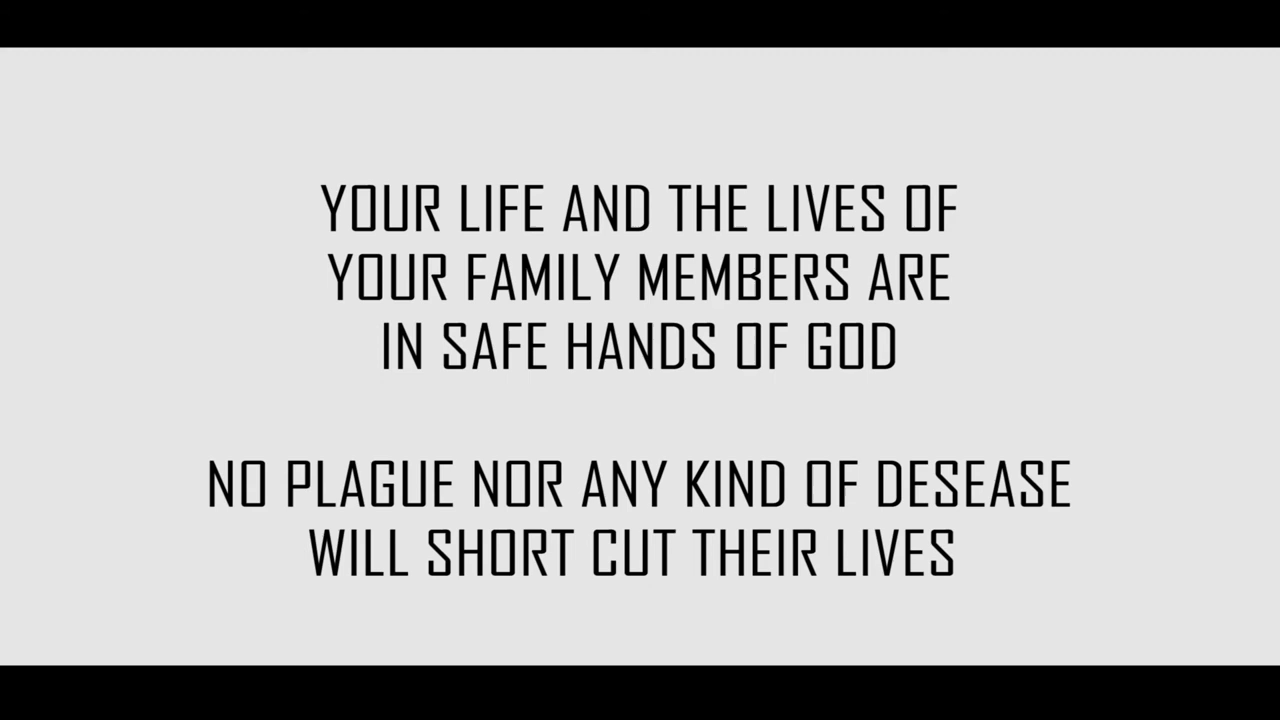 YOUR LIFE AND THE LIVES OF
YOUR FAMILY MEMBERS ARE
IN SAFE HANDS OF GOD
NO PLAGUE NOR ANY KIND OF DESEASE
WILL SHORT CUT THEIR LIVES